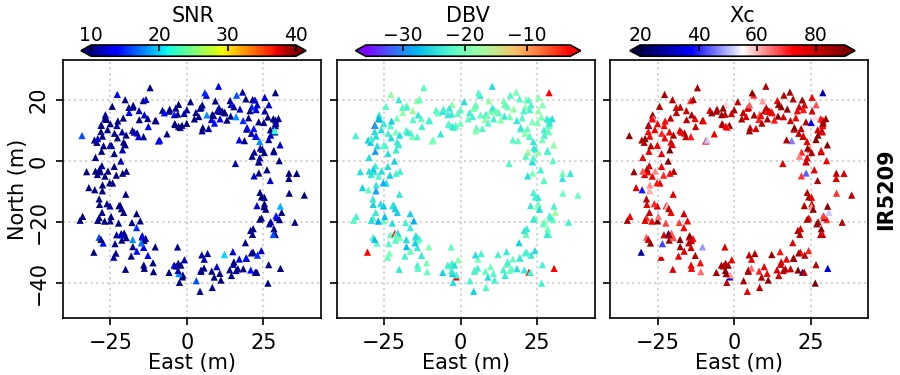 SNR DBV Xc
10 20 30 40 −30 −20 −10 20 40 60 80
20
0
−20
−40
North (m)
−25 0 25 −25 0 25 −25 0 25
East (m) East (m) East (m)
IR5209